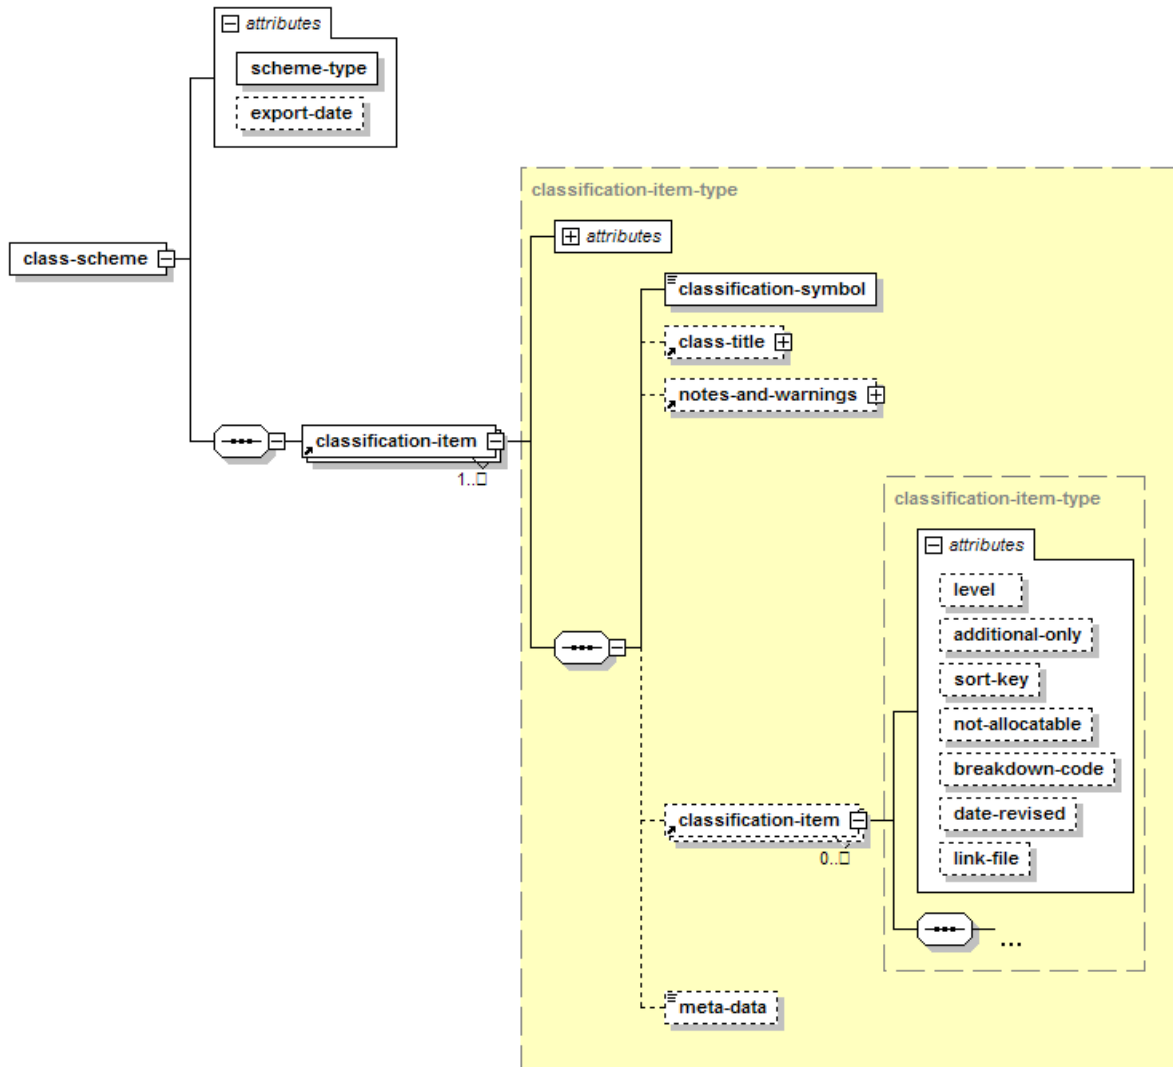 attributes
scheme-type
export-date
classification-item-type
attributes
class-scheme
classification-symbol
class-title
notes-and-warnings
classification-item
1..□
classification-item-type
attributes
level
additional-only
sort-key
not-allocatable
breakdown-code
date-revised
link-file
classification-item
0..□
...
meta-data